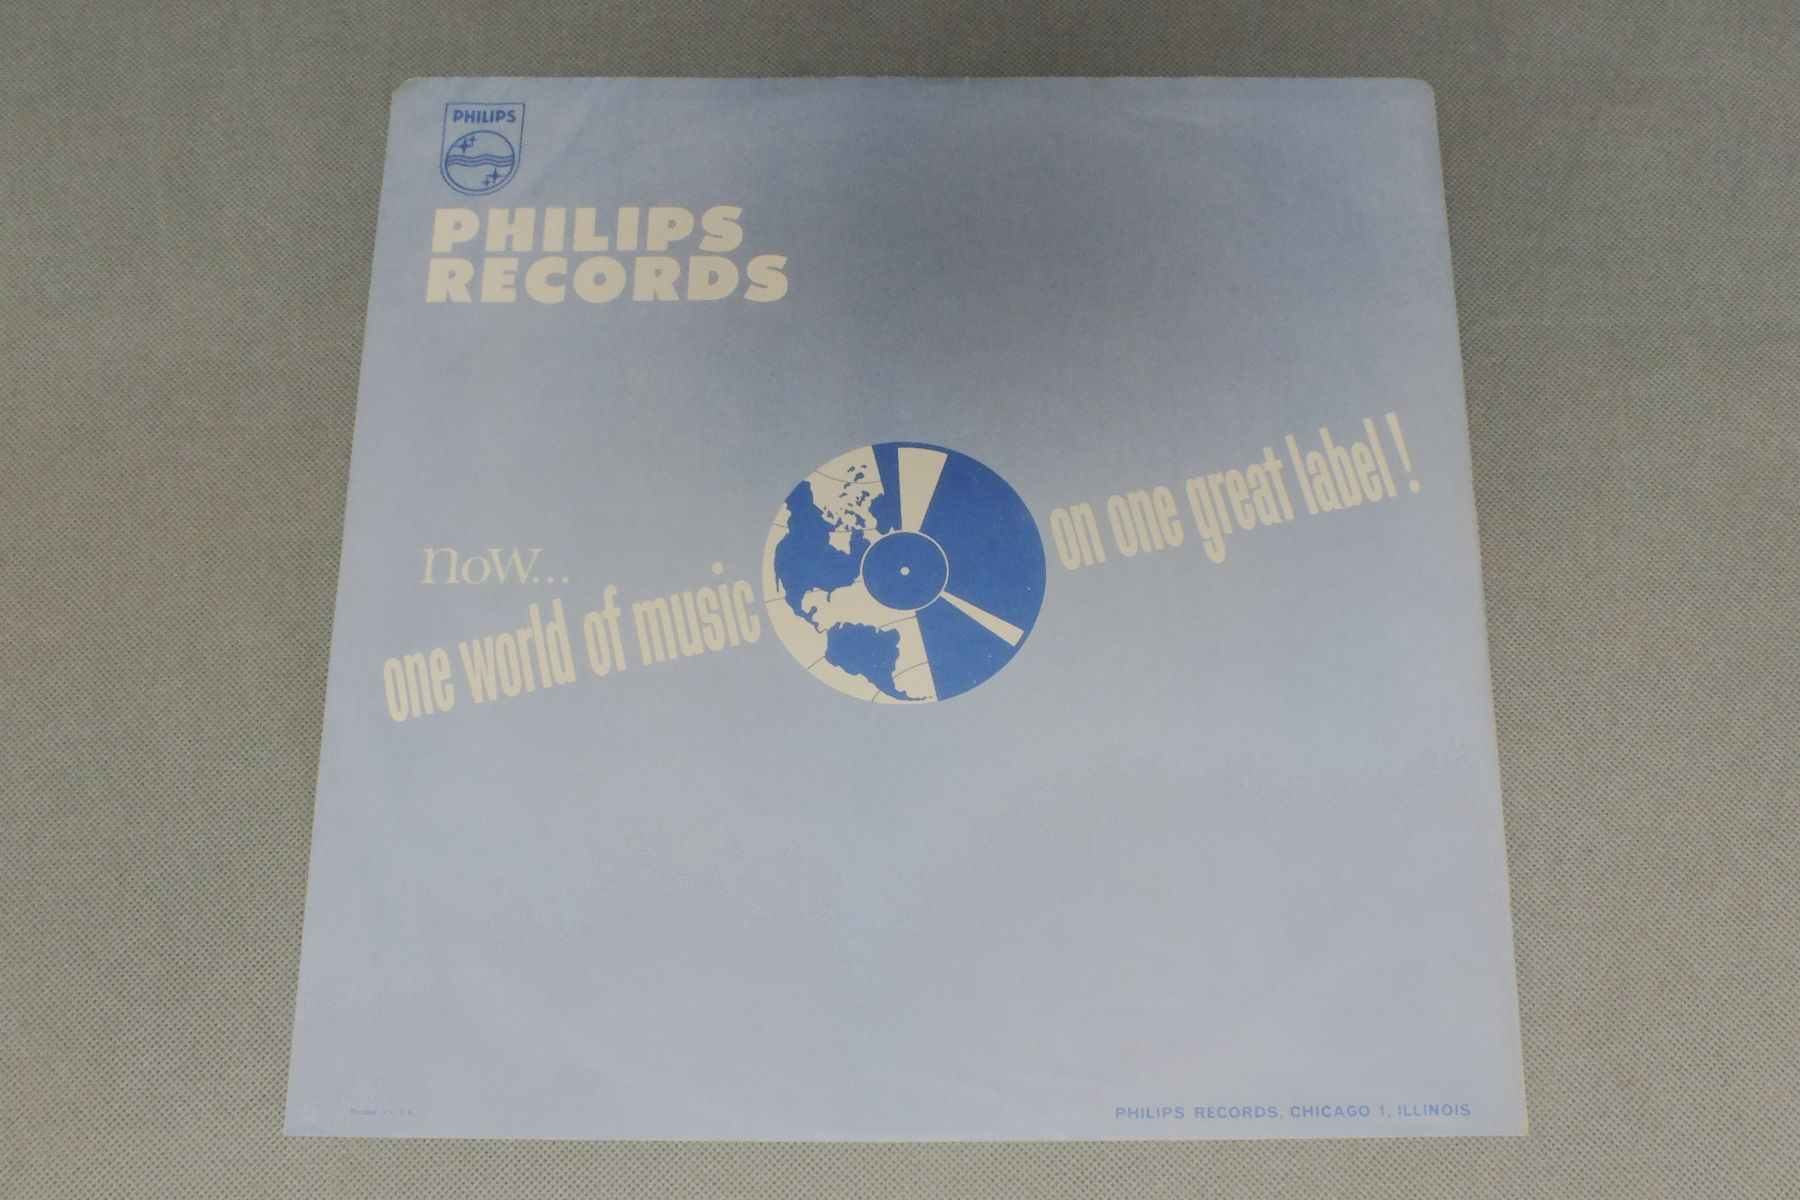 PHILIPS
PHILIPS
RECORDS
now...
one world of music
on one great label!
Printed in U.S.A.
PHILIPS RECORDS, CHICAGO 1, ILLINOIS